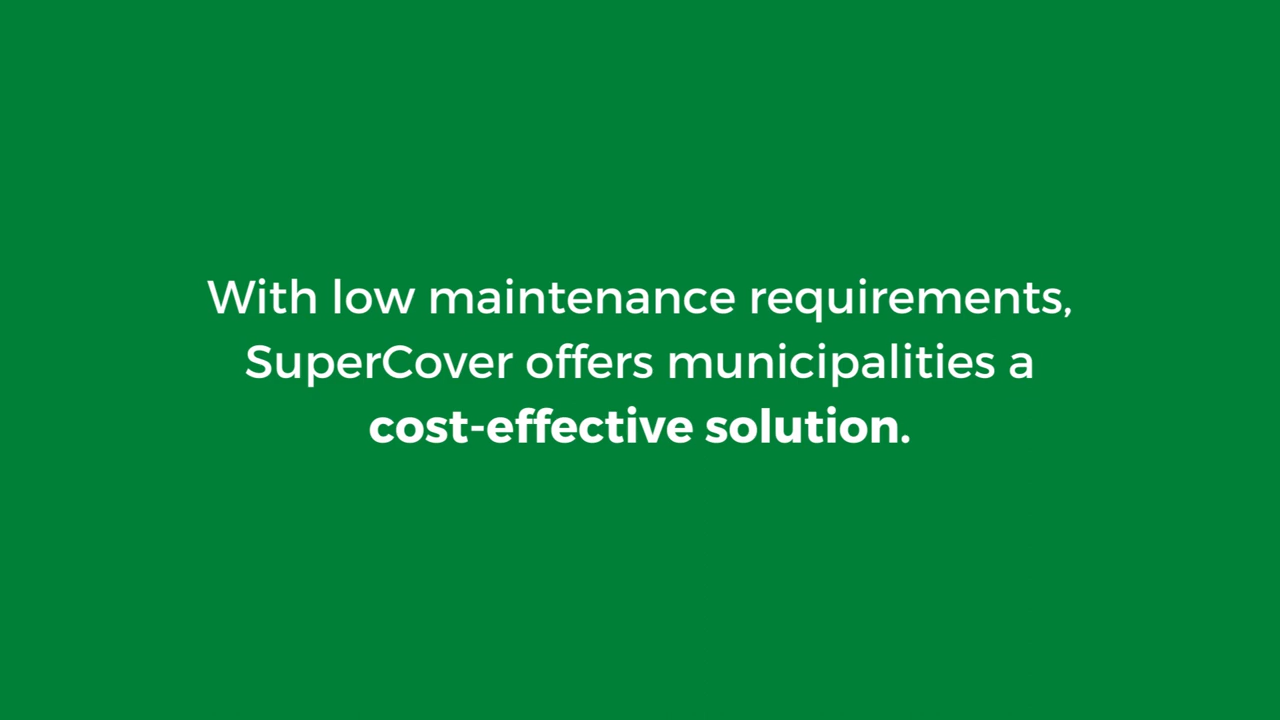 With low maintenance requirements,
SuperCover offers municipalities a
cost-effective solution.